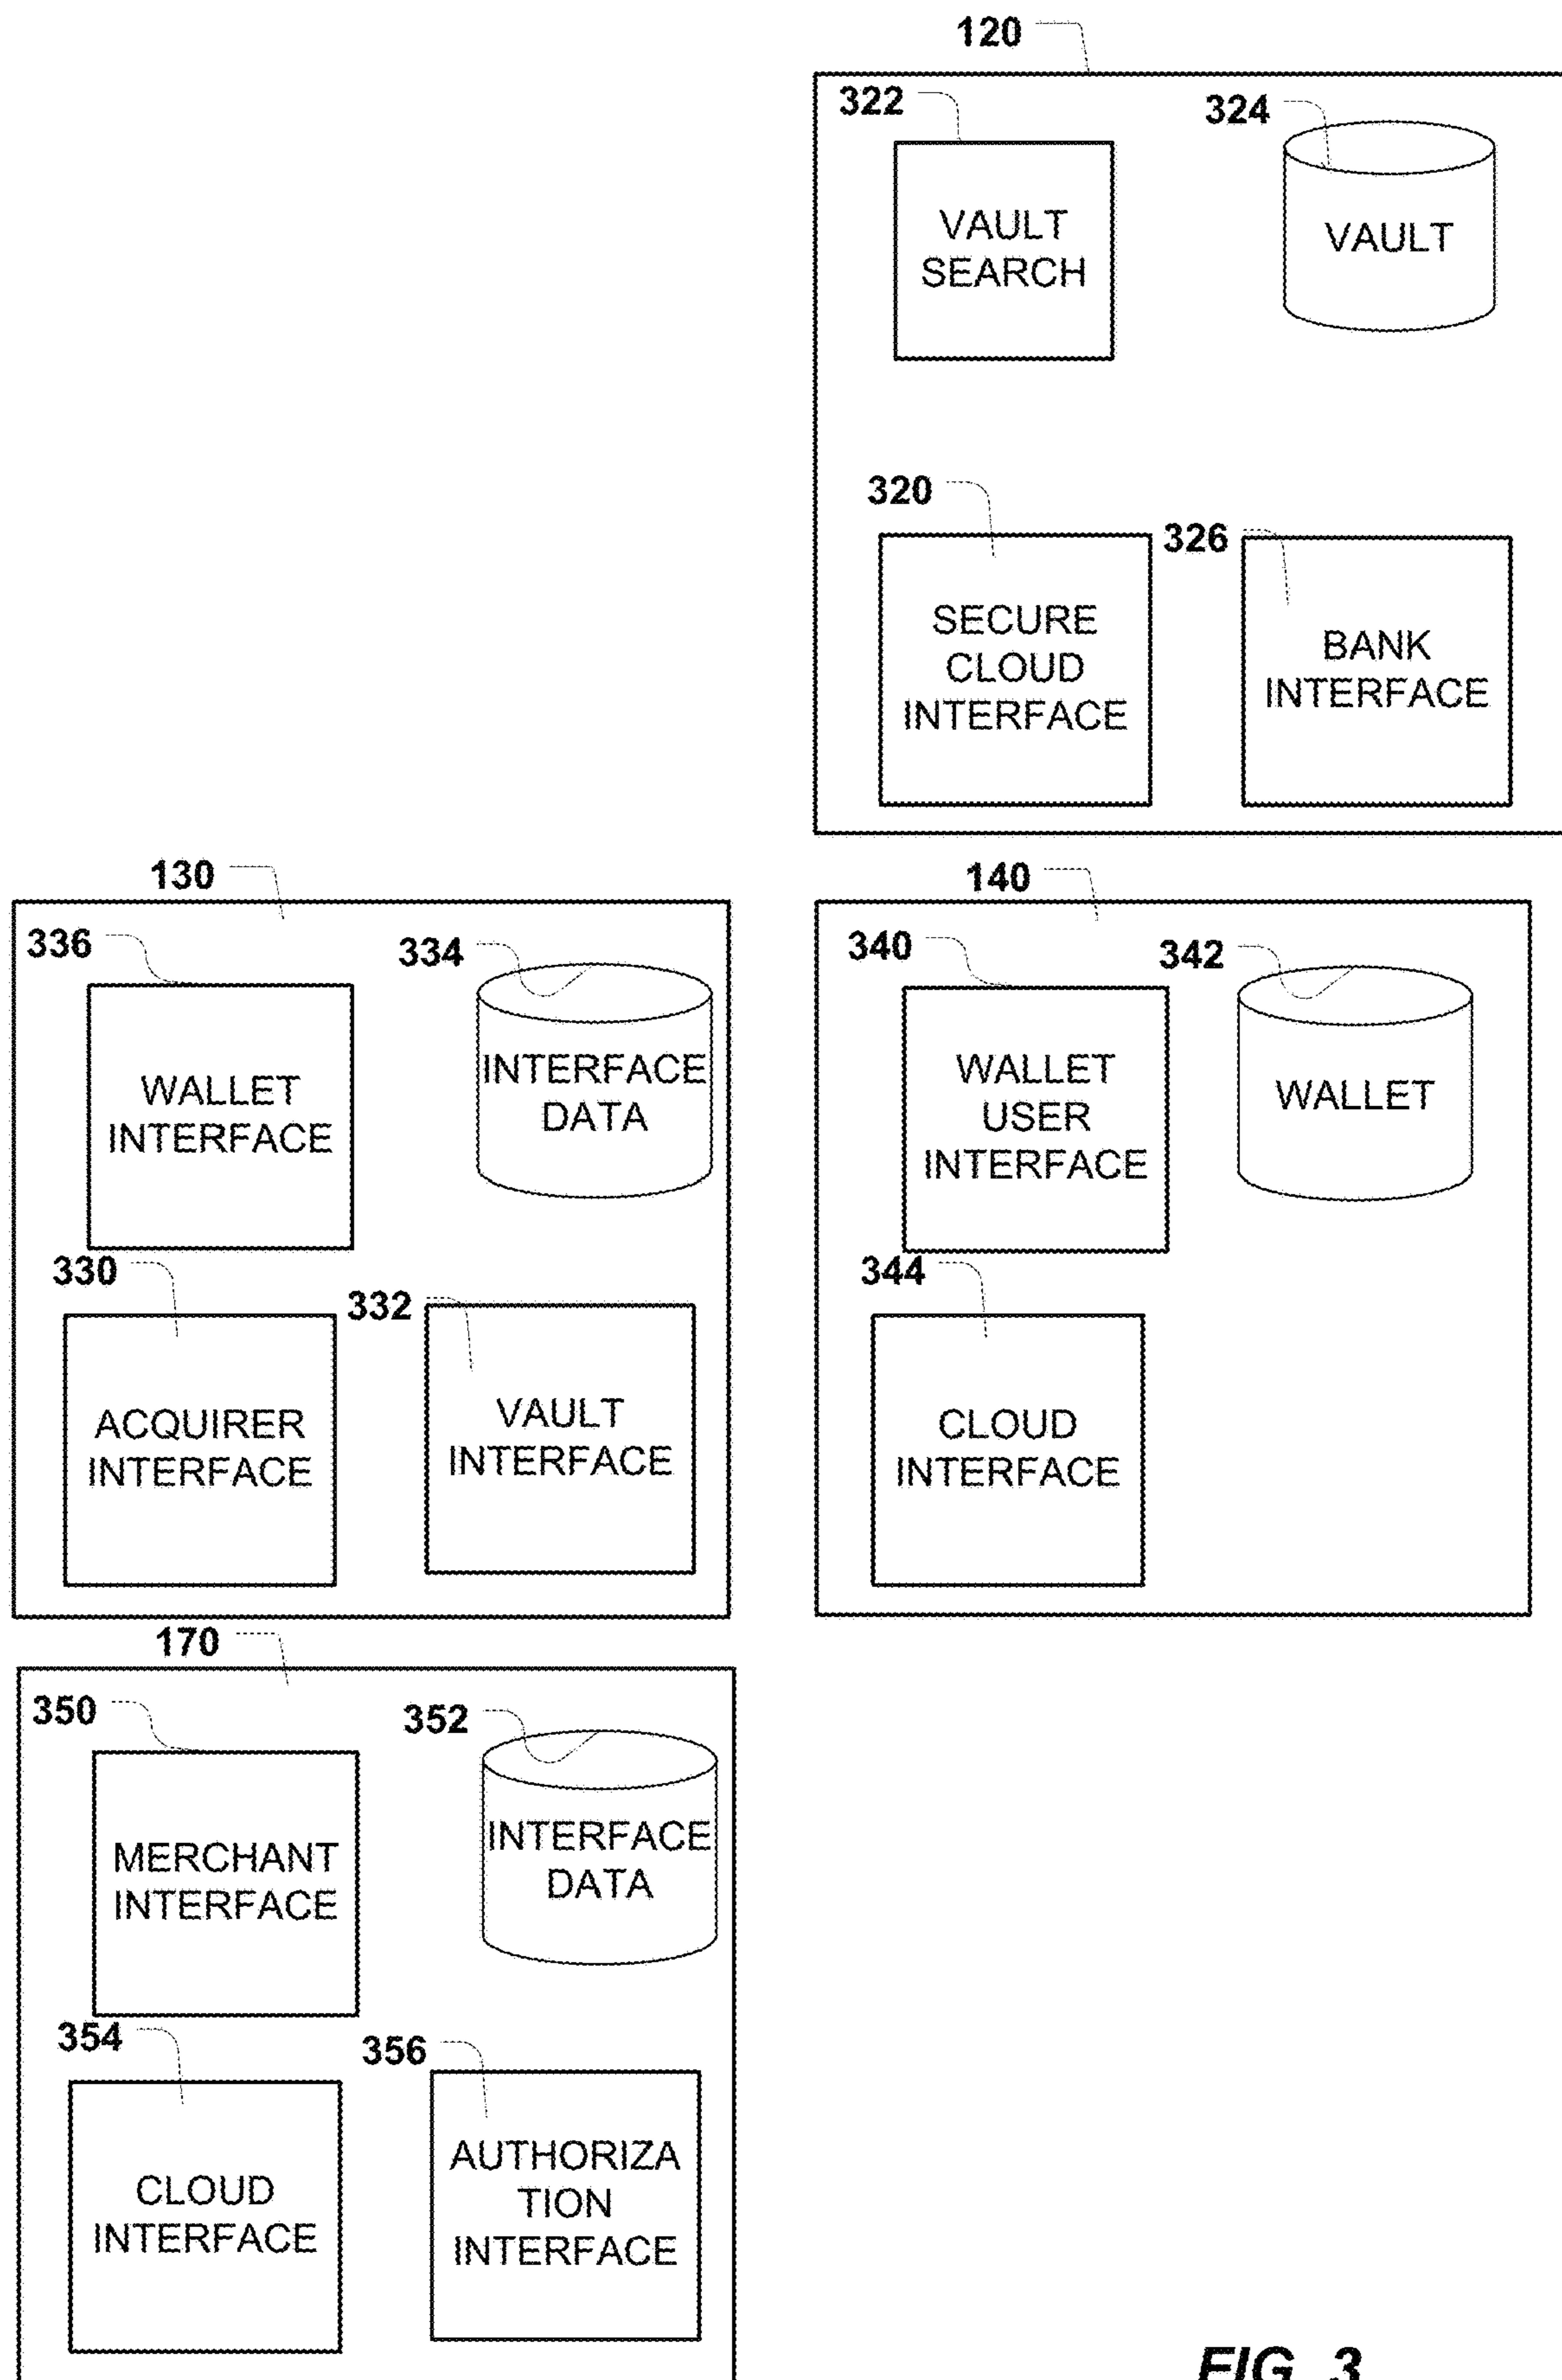 120
322
324
VAULT
SEARCH
VAULT
320
326
SECURE
CLOUD
INTERFACE
BANK
INTERFACE
130
336
334
WALLET
INTERFACE
INTERFACE
DATA
330
332
ACQUIRER
INTERFACE
VAULT
INTERFACE
140
340
342
WALLET
USER
INTERFACE
WALLET
344
CLOUD
INTERFACE
170
350
352
MERCHANT
INTERFACE
INTERFACE
DATA
354
356
CLOUD
INTERFACE
AUTHORIZA
TION
INTERFACE
FIG. 3